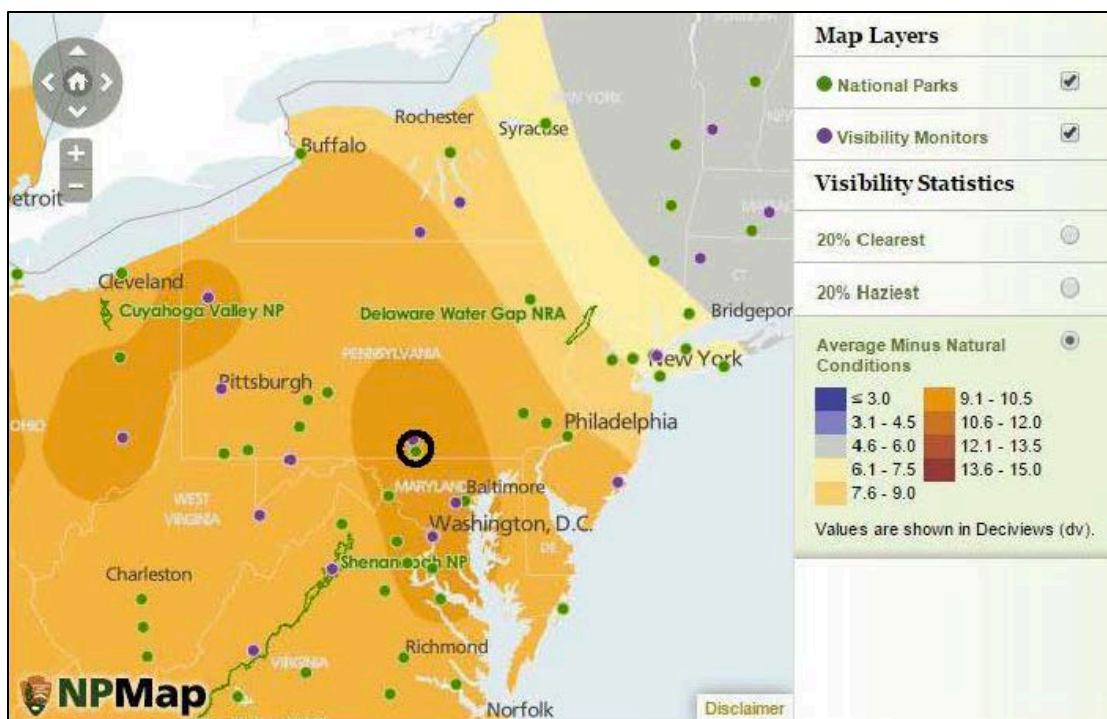 NEW YORK
Rochester
Syracuse
Buffalo
etroit
Cleveland
Cuyahoga Valley NP
Delaware Water Gap NRA
CT
Bridgepor
New York
PENNSYLVANIA
Pittsburgh
Philadelphia
OHIO
MARYLAND
Baltimore
WEST
VIRGINIA
Washington, D.C.
DE
Shenandoah NP
Charleston
Richmond
VIRGINIA
NPMap
Norfolk
Disclaimer
Map Layers
National Parks
Visibility Monitors
Visibility Statistics
20% Clearest
20% Haziest
Average Minus Natural
Conditions
≤ 3.0
3.1 - 4.5
4.6 - 6.0
6.1 - 7.5
7.6 - 9.0
9.1 - 10.5
10.6 - 12.0
12.1 - 13.5
13.6 - 15.0
Values are shown in Deciviews (dv).